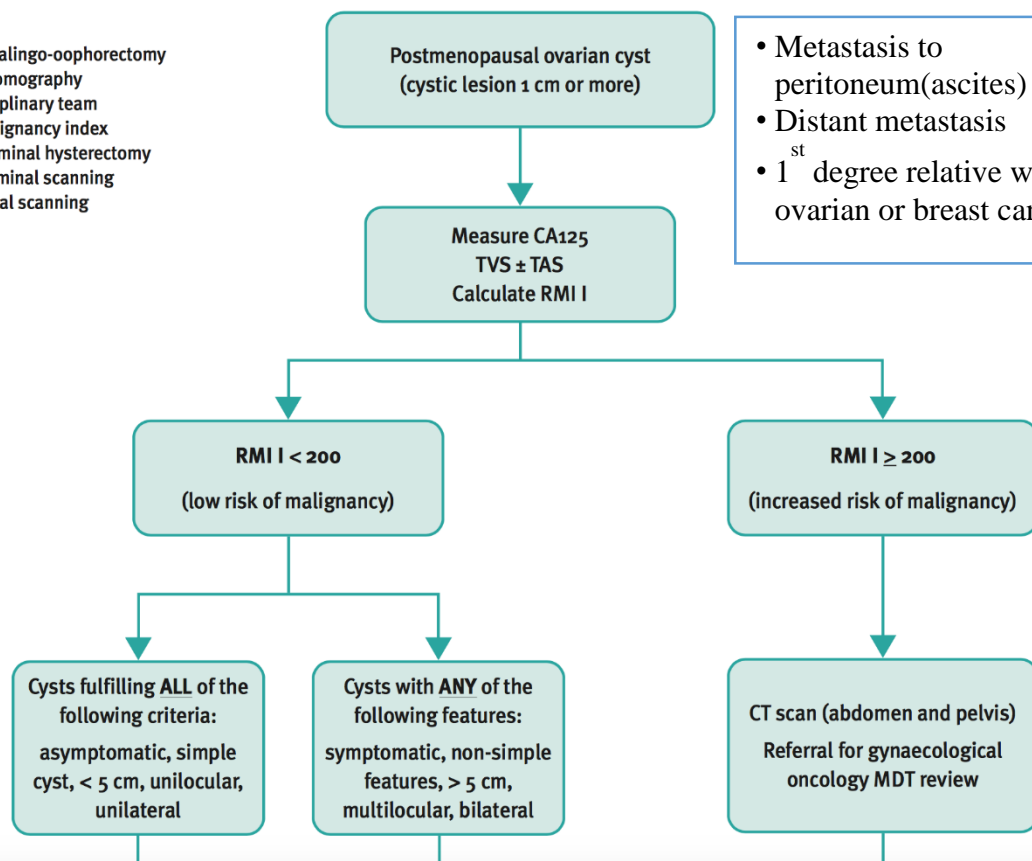 alingo-oophorectomy
omography
iplinary team
ignancy index
minal hysterectomy
minal scanning
al scanning
Postmenopausal ovarian cyst
(cystic lesion 1 cm or more)
• Metastasis to
peritoneum(ascites)
• Distant metastasis
• 1st degree relative w
ovarian or breast can
Measure CA125
TVS ± TAS
Calculate RMI I
RMI I < 200
(low risk of malignancy)
RMI I ≥ 200
(increased risk of malignancy)
Cysts fulfilling ALL of the
following criteria:
asymptomatic, simple
cyst, < 5 cm, unilocular,
unilateral
Cysts with ANY of the
following features:
symptomatic, non-simple
features, > 5 cm,
multilocular, bilateral
CT scan (abdomen and pelvis)
Referral for gynaecological
oncology MDT review